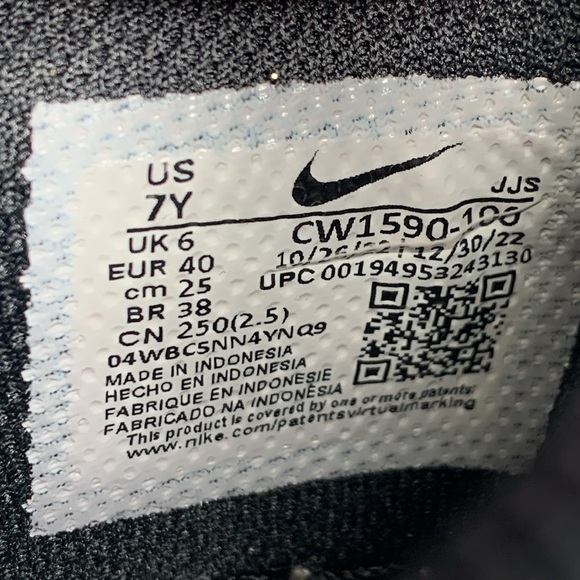 US
7Y
UK 6
EUR 40
cm 25
BR 38
CN 250(2.5)
04WBC5NN4YNQ9
MADE IN INDONESIA
HECHO EN INDONESIA
FABRIQUE EN INDONESIE
FABRICADO NA INDONÉSIA
This product is covered by one or more patents:
www.nike.com/patentsvirtualmarking
JJS
CW1590-100
12/30/22
UPC 00194953243130